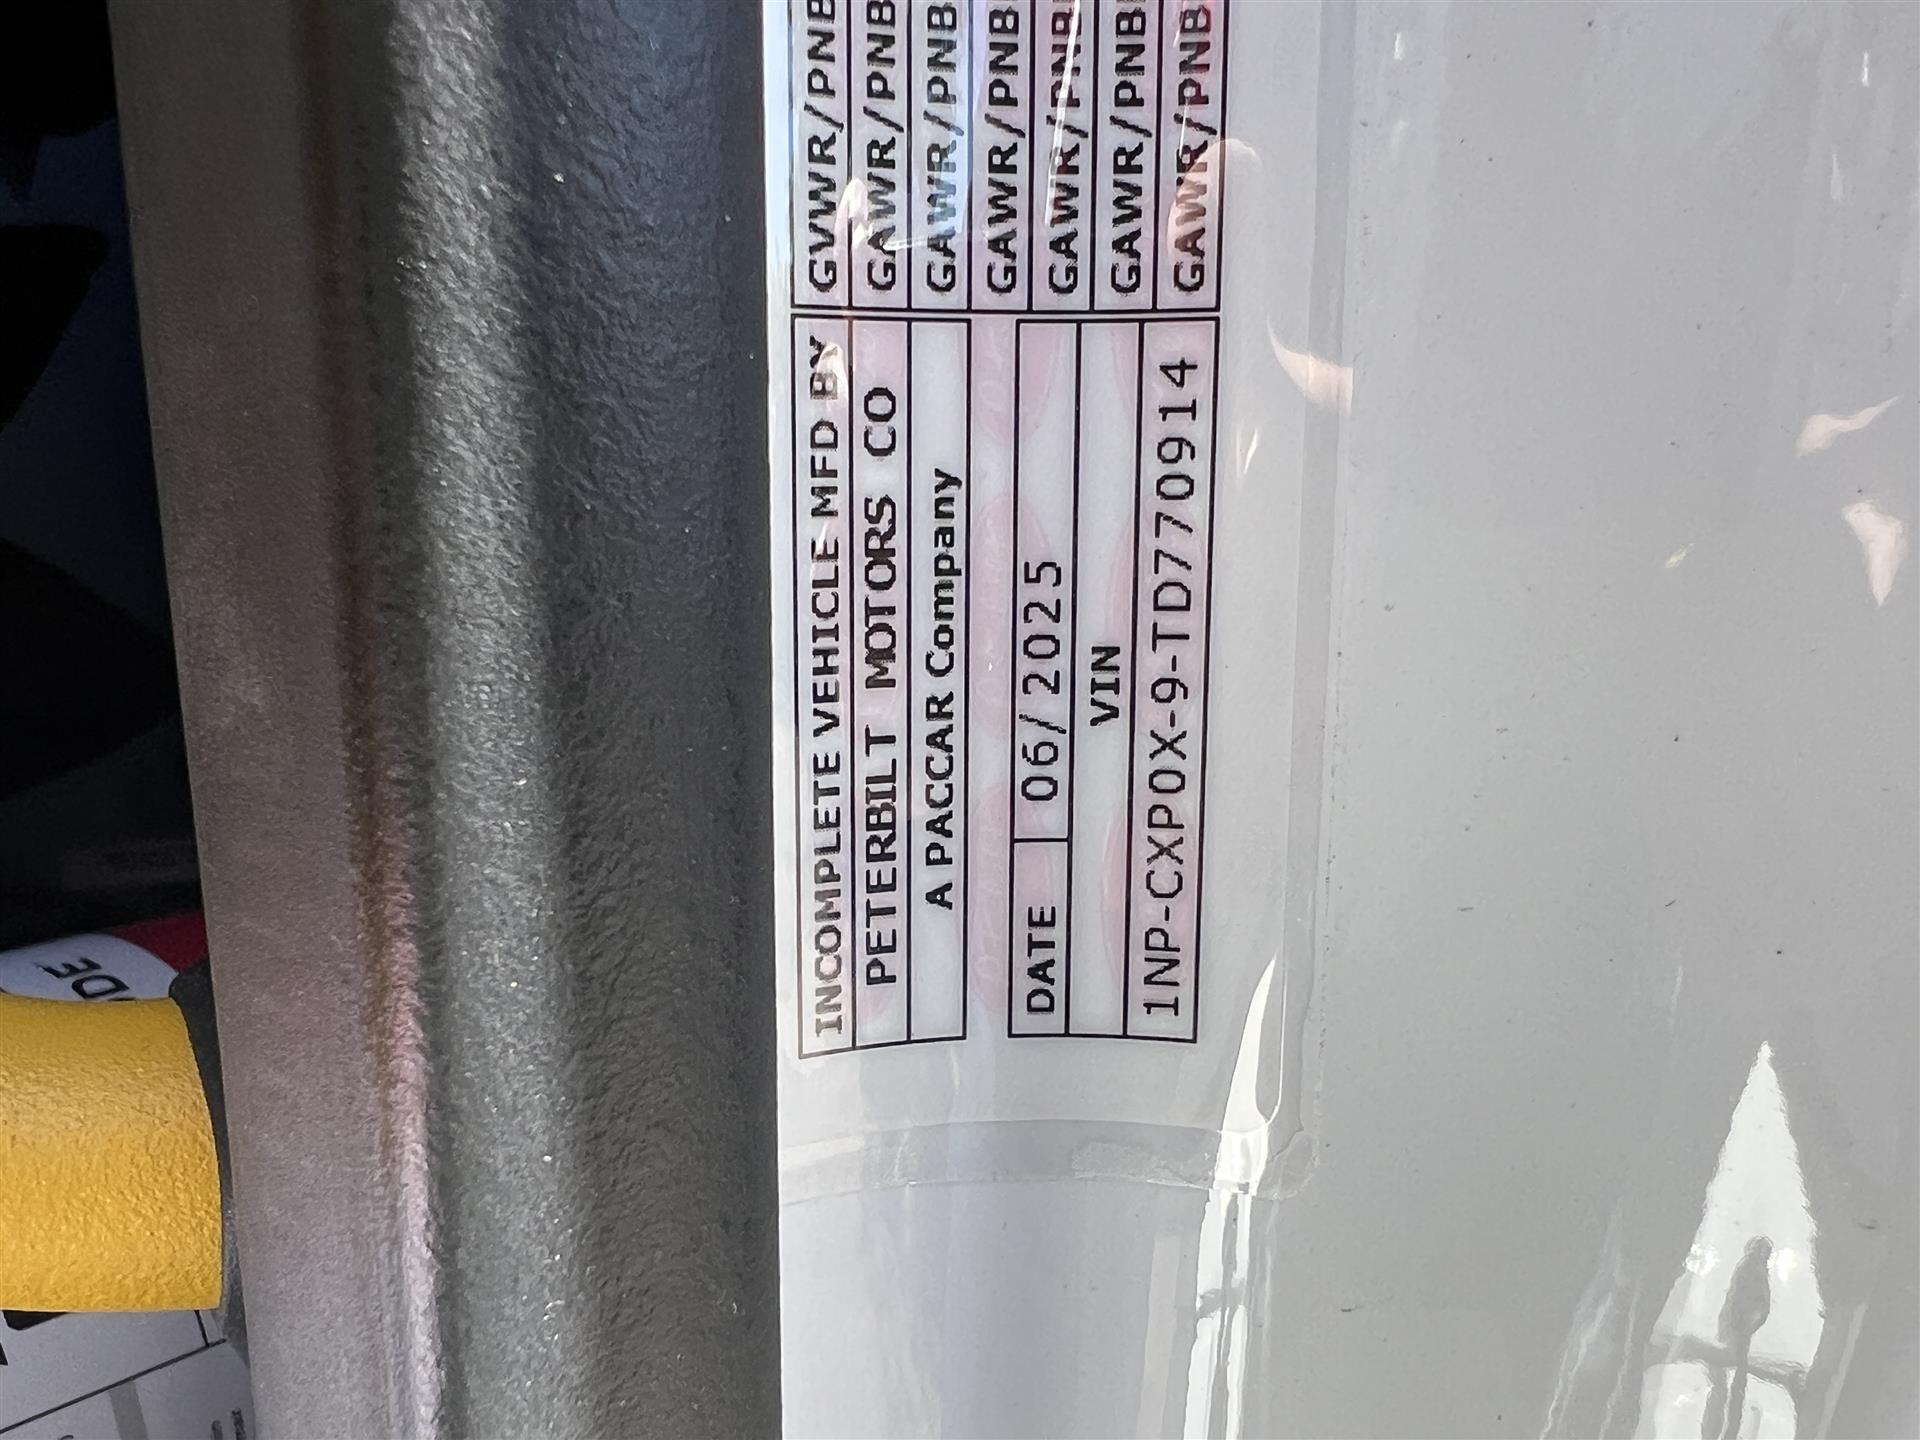 INCOMPLETE VEHICLE MFD BY
PETERBILT MOTORS CO
A PACCAR Company
DATE 06/2025
VIN
1NP-CXP0X-9-TD770914
GVWR/PNB
GAWR/PNB
GAWR/PNB
GAWR/PNB
GAWR/PNB
GAWR/PNB
GAWR/PNB
DE